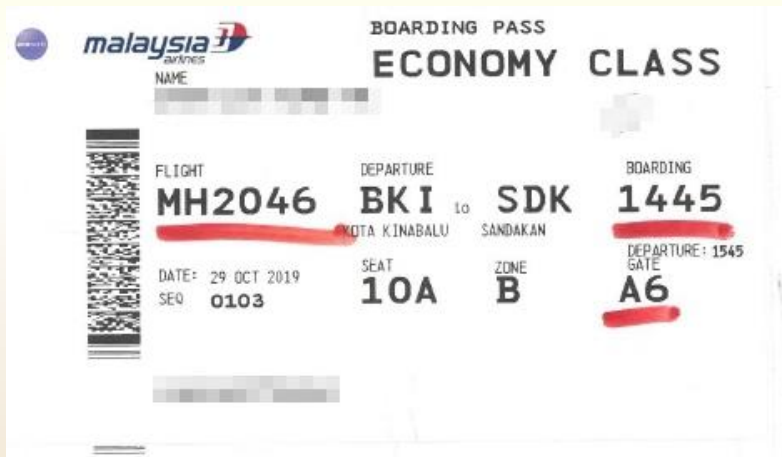 malaysia
airlines
BOARDING PASS
ECONOMY CLASS
NAME
FLIGHT DEPARTURE BOARDING
MH2046 BKI to SDK 1445
KOTA KINABALU SANDAKAN
DEPARTURE: 1545
DATE: 29 OCT 2019 SEAT ZONE GATE
SEQ 0103 10A B A6